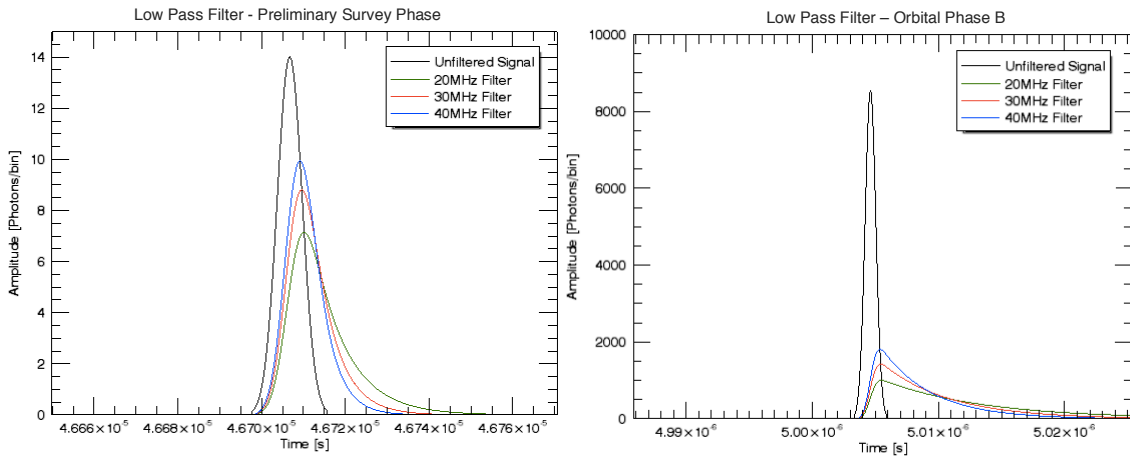 Low Pass Filter - Preliminary Survey Phase
Unfiltered Signal
20MHz Filter
30MHz Filter
40MHz Filter
Amplitude [Photons/bin]
14
12
10
8
6
4
2
0
4.666×10⁻⁵
4.668×10⁻⁵
4.670×10⁻⁵
4.672×10⁻⁵
4.674×10⁻⁵
4.676×10⁻⁵
Time [s]
Low Pass Filter – Orbital Phase B
Unfiltered Signal
20MHz Filter
30MHz Filter
40MHz Filter
Amplitude [Photons/bin]
10000
8000
6000
4000
2000
0
4.99×10⁻⁶
5.00×10⁻⁶
5.01×10⁻⁶
5.02×10⁻⁶
Time [s]